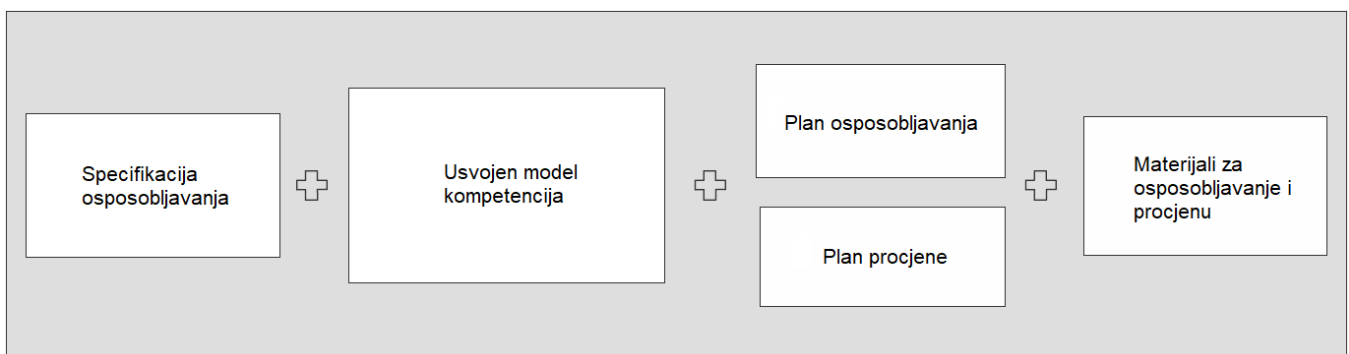 Specifikacija
osposobljavanja
Usvojen model
kompetencija
Plan osposobljavanja
Plan procjene
Materijali za
osposobljavanje i
procjenu